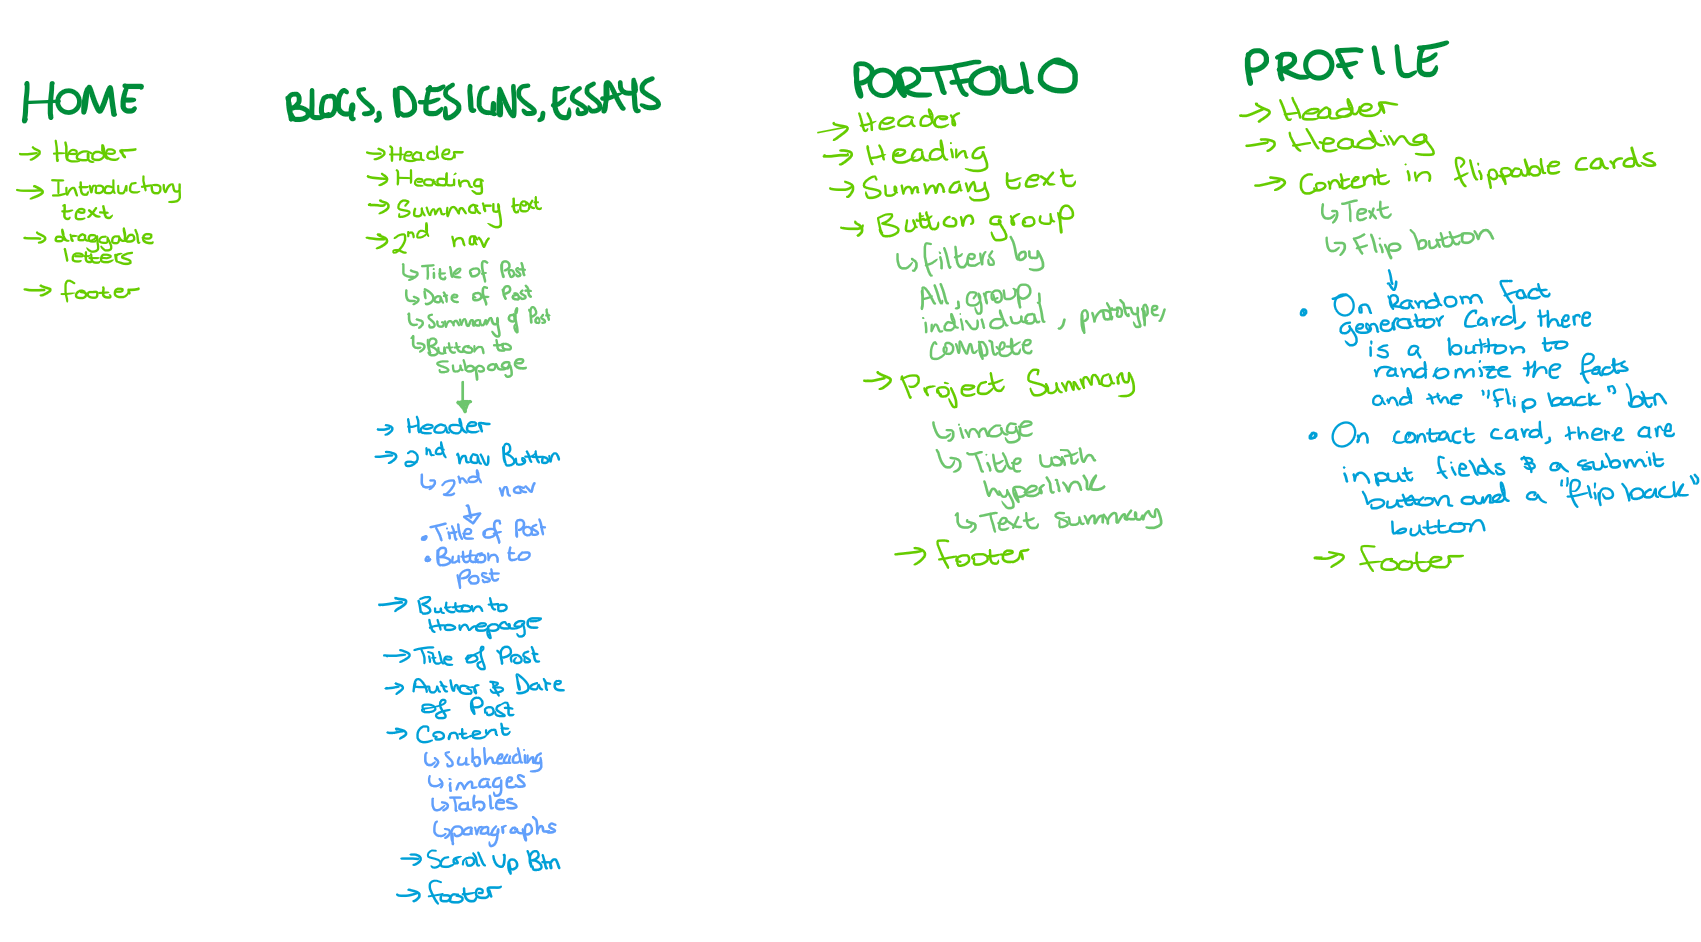 HOME
→ Header
→ Introductory
text
→ draggable
letters
→ footer
BLOGS, DESIGNS, ESSAYS
→ Header
→ Heading
→ Summary text
→ 2nd nav
↳ Title of Post
↳ Date of Post
↳ Summary of Post
↳ Button to
Subpage
→ Header
→ 2nd nav Button
↳ 2nd nav
• Title of Post
• Button to
Post
→ Button to
Homepage
→ Title of Post
→ Author & Date
of Post
→ Content
↳ Subheading
↳ images
↳ Tables
↳ paragraphs
→ Scroll Up Btn
→ footer
PORTFOLIO
→ Header
→ Heading
→ Summary text
→ Button group
↳ filters by
All, group,
individual, prototype,
complete
→ Project Summary
↳ image
↳ Title with
hyperlink
↳ Text summary
→ footer
PROFILE
→ Header
→ Heading
→ Content in flippable cards
↳ Text
↳ Flip button
• On Random Fact
generator Card, there
is a button to
randomize the facts
and the "flip back" btn
• On contact card, there are
input fields & a submit
button and a "flip back"
button
→ footer